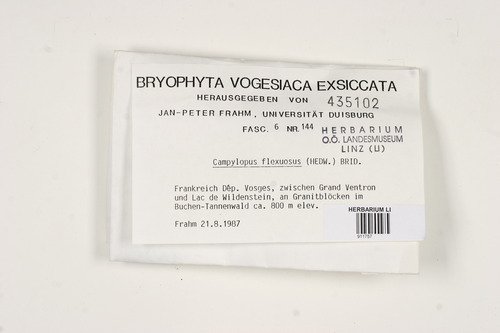 BRYOPHYTA VOGESIACA EXSICCATA
HERAUSGEGEBEN VON 435102
JAN-PETER FRAHM, UNIVERSITÄT DUISBURG
FASC. 6 NR. 144
HERBARIUM
O.Ö. LANDESMUSEUM
LINZ (LI)
Campylopus flexuosus (HEDW.) BRID.
Frankreich Dêp. Vosges, zwischen Grand Ventron
und Lac de Wildenstein, an Granitblöcken im
Buchen-Tannenwald ca. 800 m elev.
Frahm 21.8.1987
HERBARIUM LI